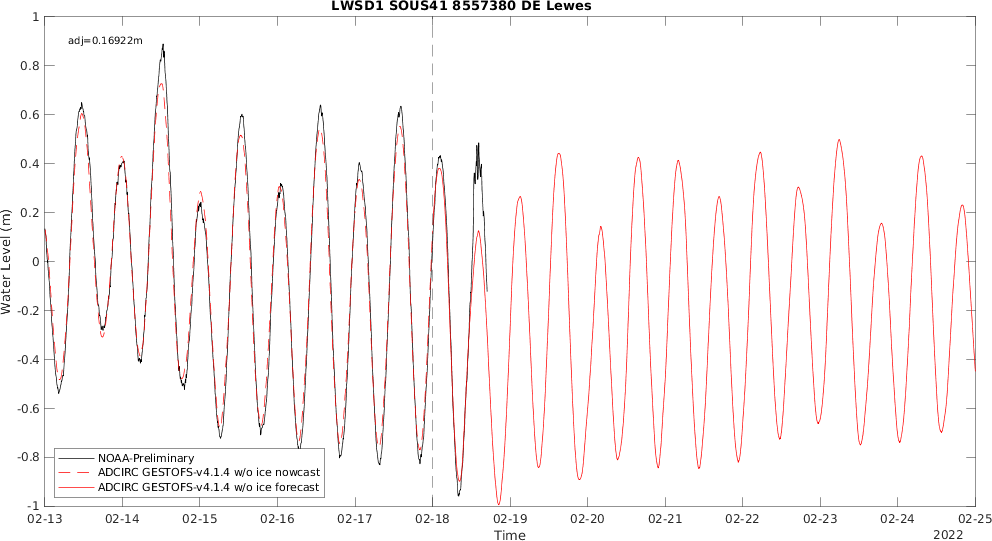 LWSD1 SOUS41 8557380 DE Lewes
adj=0.16922m
Water Level (m)
1
0.8
0.6
0.4
0.2
0
-0.2
-0.4
-0.6
-0.8
-1
NOAA-Preliminary
ADCIRC GESTOFS-v4.1.4 w/o ice nowcast
ADCIRC GESTOFS-v4.1.4 w/o ice forecast
02-13 02-14 02-15 02-16 02-17 02-18 02-19 02-20 02-21 02-22 02-23 02-24 02-25
Time
2022